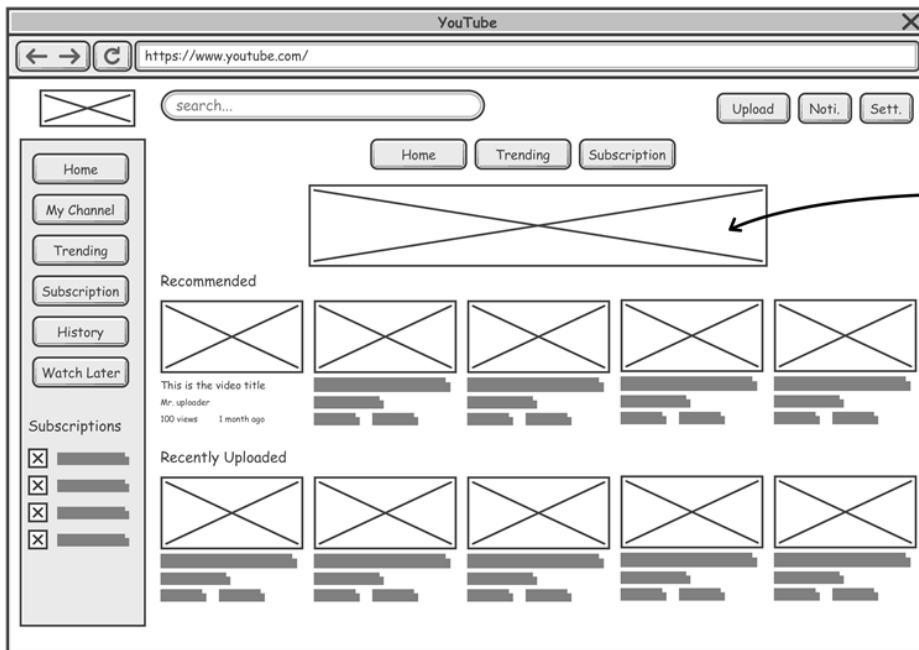 YouTube
https://www.youtube.com/
search...
Upload Noti. Sett.
Home Trending Subscription
Home
My Channel
Trending
Subscription
History
Watch Later
Subscriptions
Recommended
This is the video title
Mr. uploader
100 views 1 month ago
Recently Uploaded